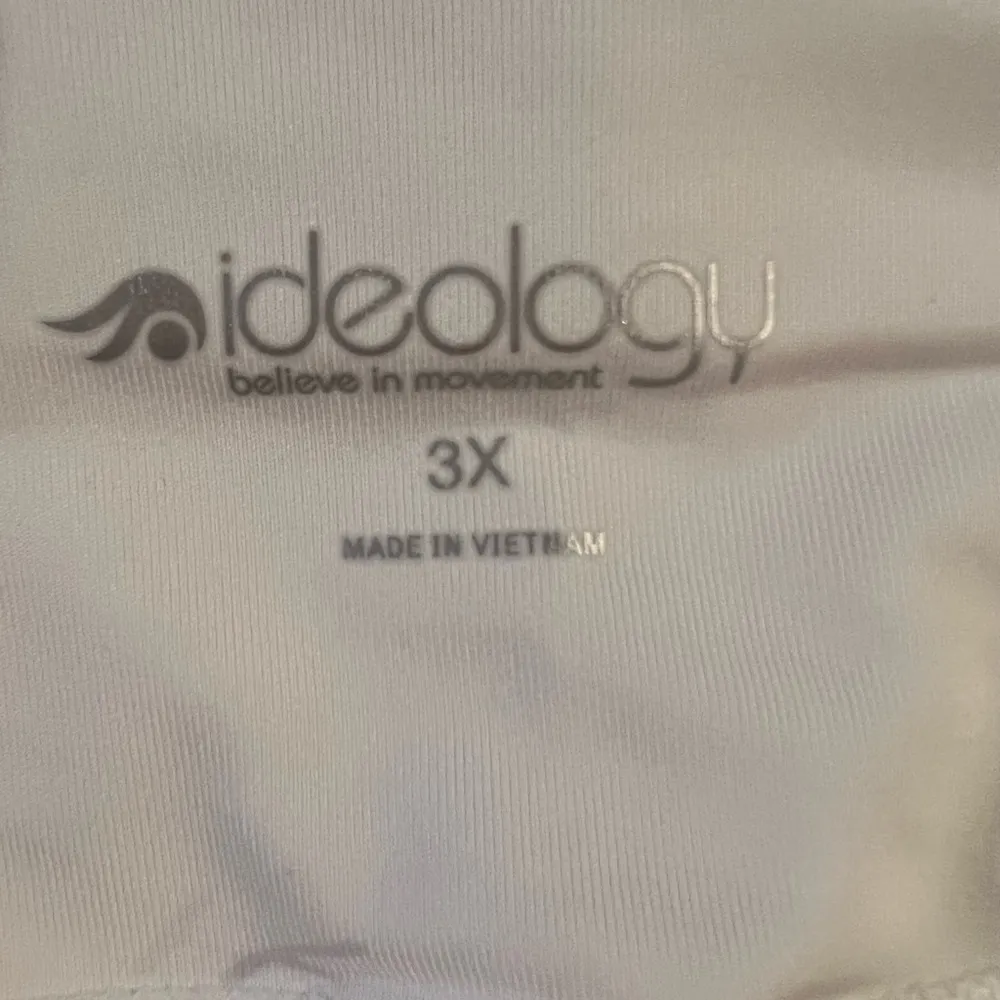 ideology
believe in movement
3X
MADE IN VIETNAM